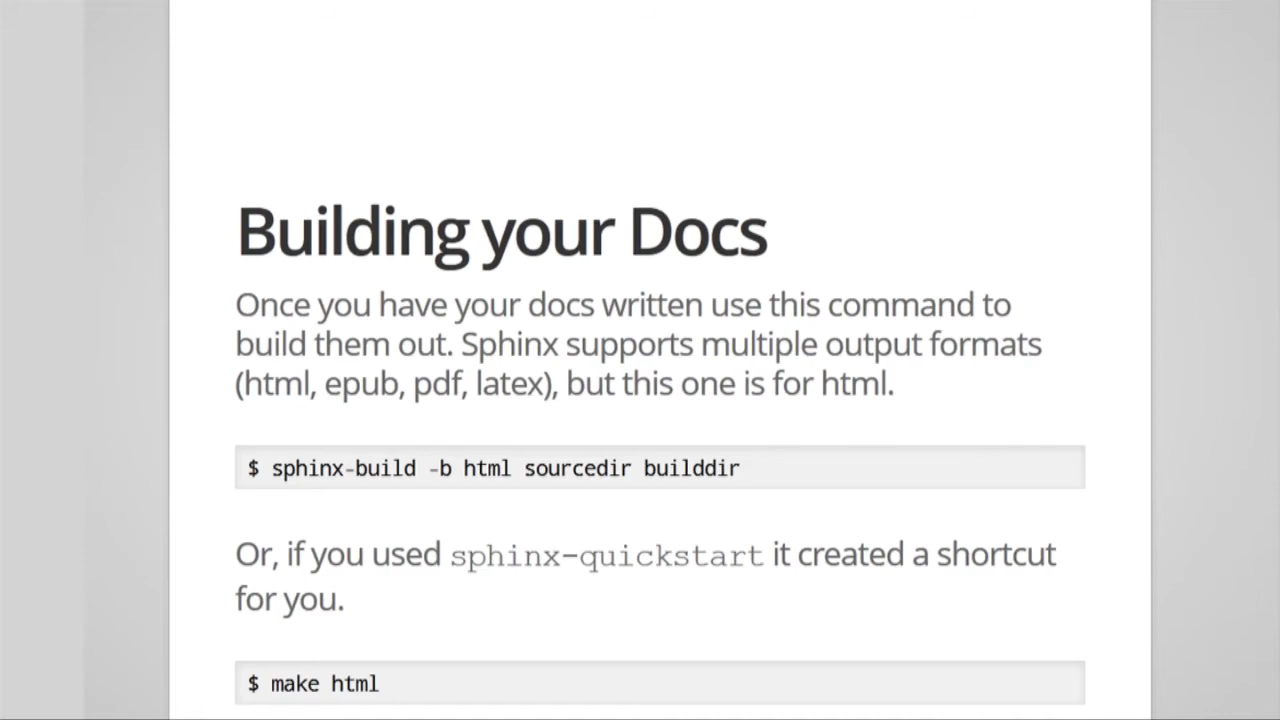 Building your Docs
Once you have your docs written use this command to
build them out. Sphinx supports multiple output formats
(html, epub, pdf, latex), but this one is for html.
$ sphinx-build -b html sourcedir builddir
Or, if you used sphinx-quickstart it created a shortcut
for you.
$ make html